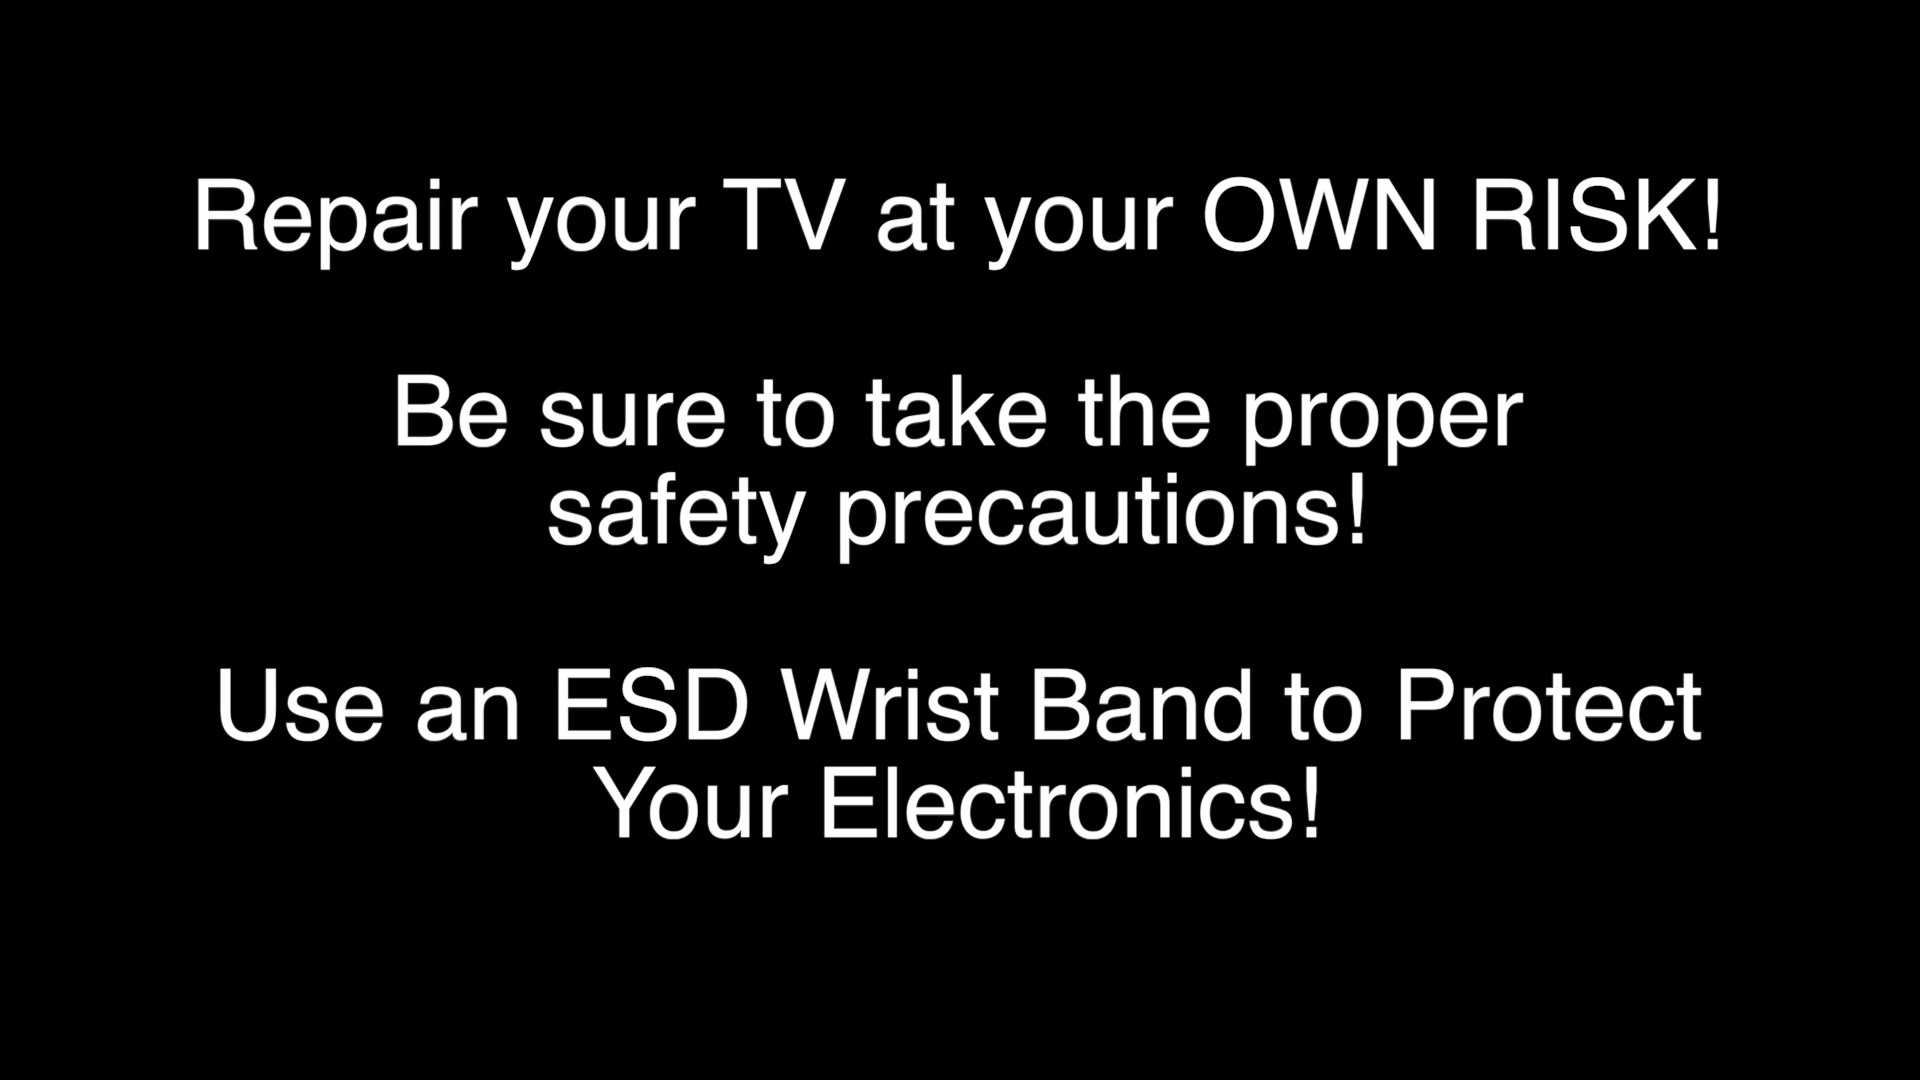 Repair your TV at your OWN RISK!
Be sure to take the proper
safety precautions!
Use an ESD Wrist Band to Protect
Your Electronics!